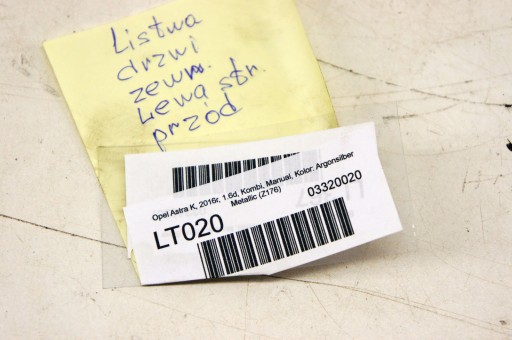 Listwa
drzwi
zewn.
Lewa str.
przód
Opel Astra K, 2016r, 1.6d, Kombi, Manual, Kolor: Argonsilber
Metallic (Z176)
03320020
LT020